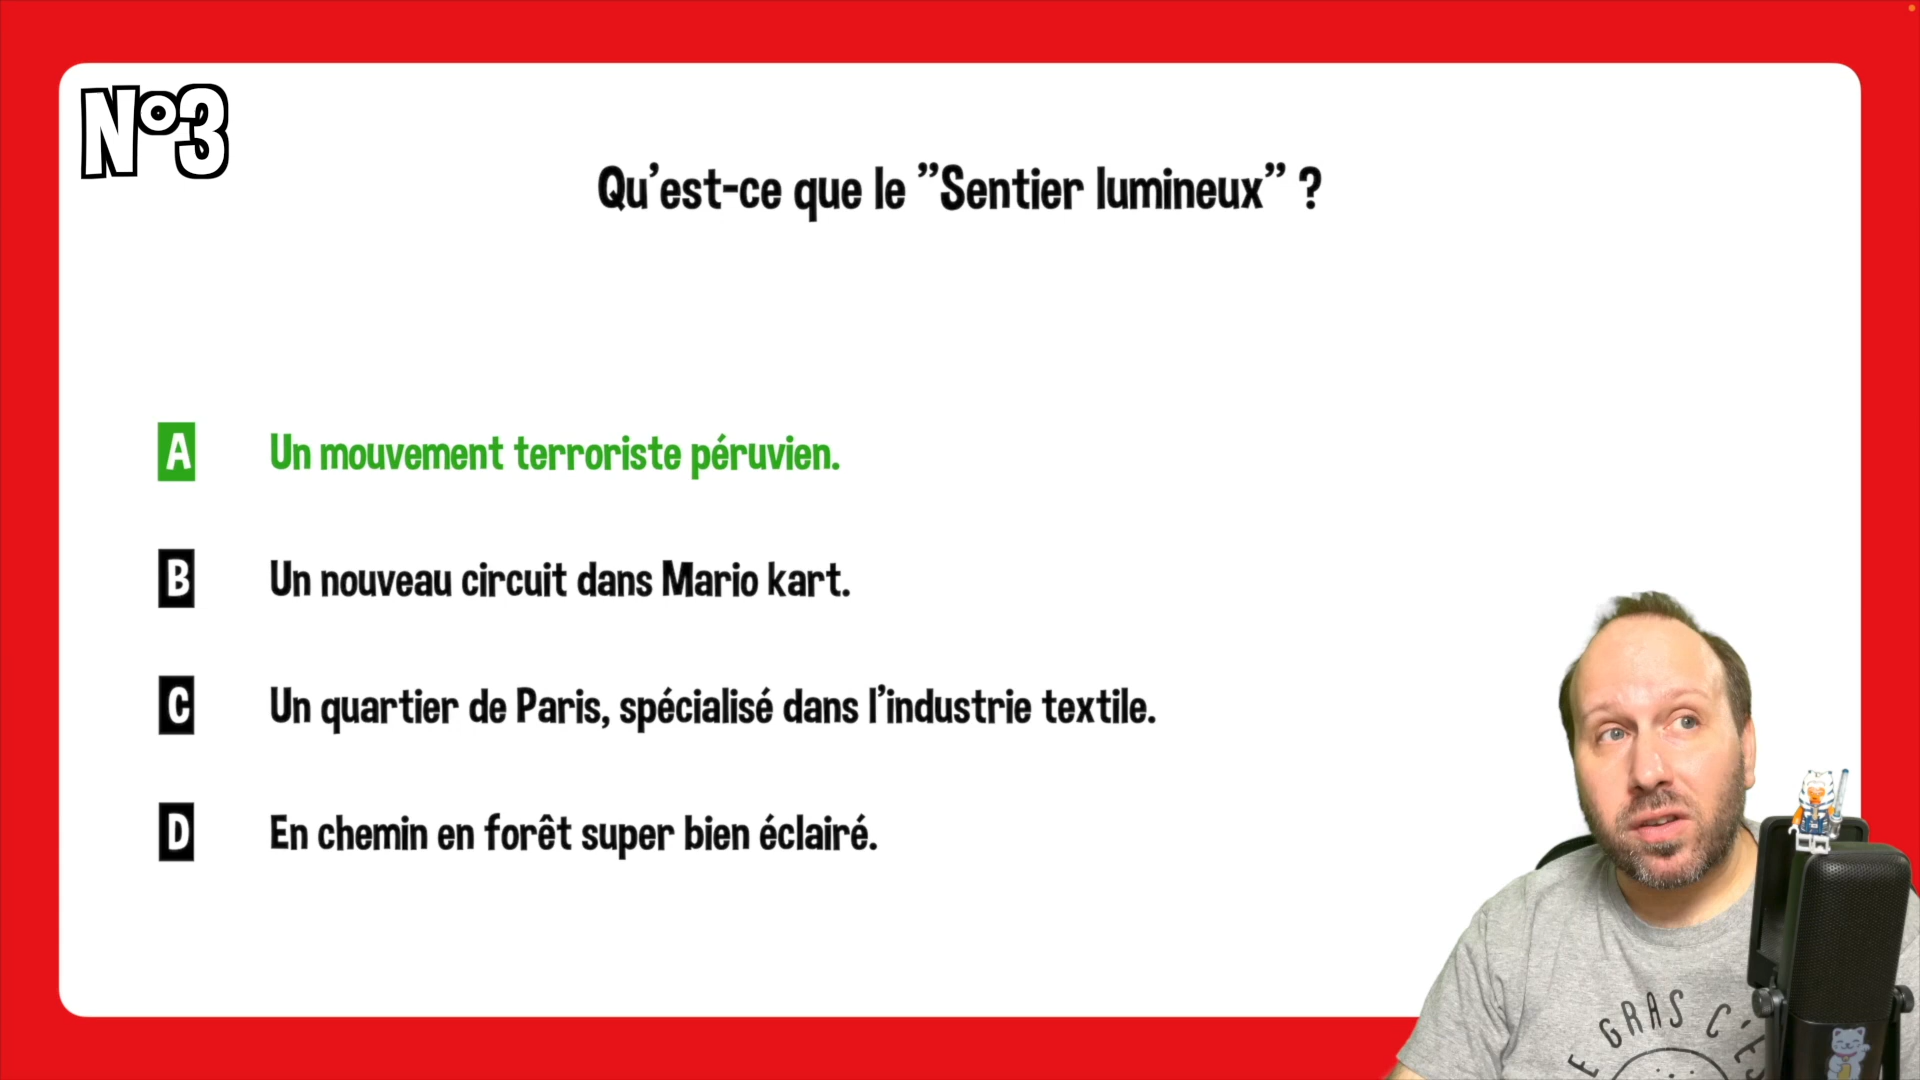 N°3
Qu’est-ce que le ”Sentier lumineux” ?
A Un mouvement terroriste péruvien.
B Un nouveau circuit dans Mario kart.
C Un quartier de Paris, spécialisé dans l’industrie textile.
D En chemin en forêt super bien éclairé.
GRAS C'